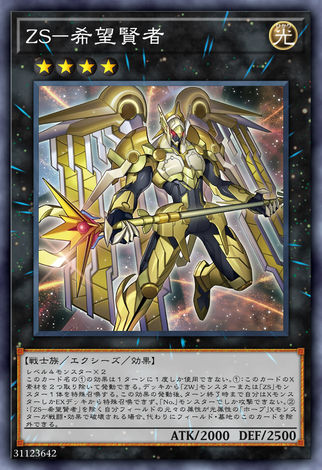 ZS－希望賢者
光
【戦士族／エクシーズ／効果】
レベル４モンスター×２
このカード名の①の効果は１ターンに１度しか使用できない。①：このカードのX
素材を２つ取り除いて発動できる。デッキから「ZW」モンスターまたは「ZS」モン
スター１体を特殊召喚する。この効果の発動後、ターン終了時まで自分はXモンス
ターしかEXデッキから特殊召喚できず、「No.」モンスターでしか攻撃できない。②
：「ZS－希望賢者」を除く自分フィールドの元々の属性が光属性の「ホープ」Xモンス
ターが戦闘・効果で破壊される場合、代わりにフィールド・墓地のこのカードを除
外できる。
ATK/2000 DEF/2500
31123642